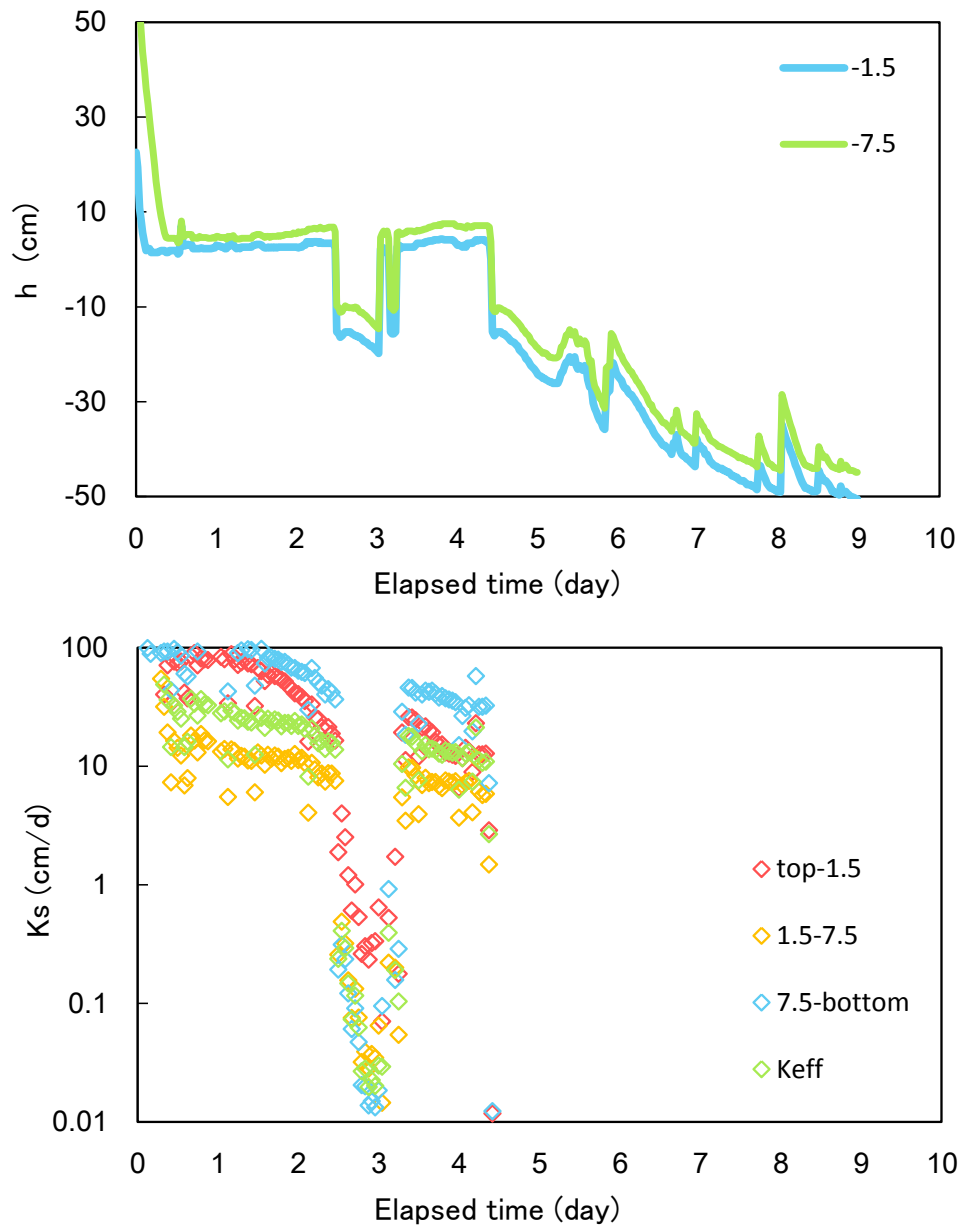 50
30
10
-10
-30
-50
h (cm)
-1.5
-7.5
0 1 2 3 4 5 6 7 8 9 10
Elapsed time (day)
100
10
1
0.1
0.01
Ks (cm/d)
top-1.5
1.5-7.5
7.5-bottom
Keff
0 1 2 3 4 5 6 7 8 9 10
Elapsed time (day)